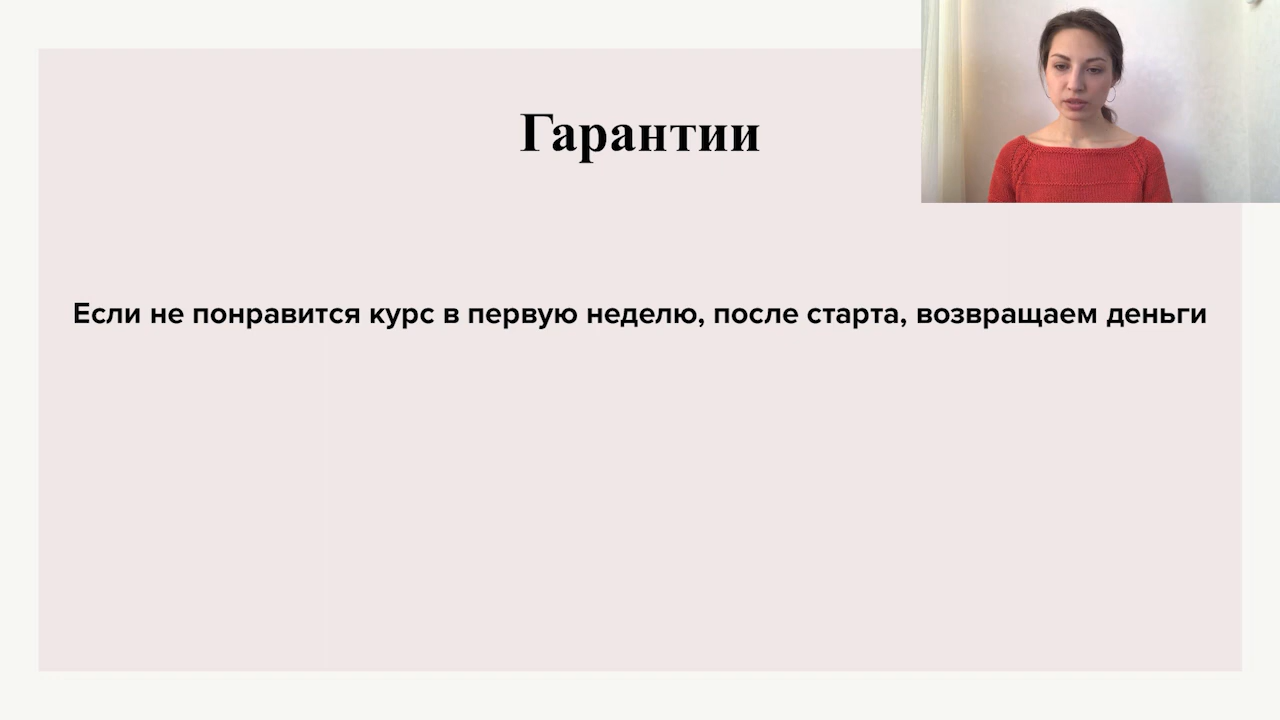 Гарантии
Если не понравится курс в первую неделю, после старта, возвращаем деньги